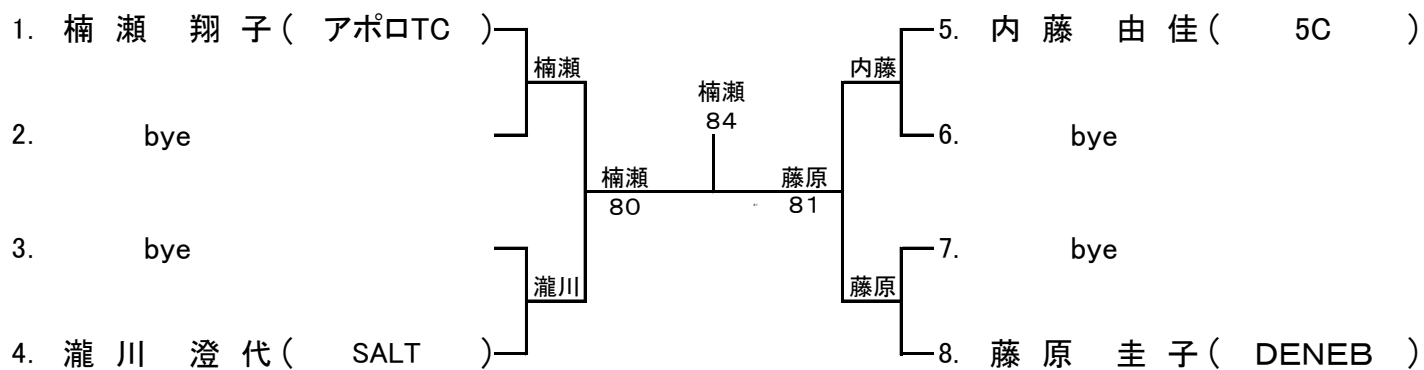 1. 楠瀬 翔子( アポロTC )
5. 内藤 由佳( 5C )
楠瀬
内藤
楠瀬
84
2. bye
6. bye
楠瀬
80
藤原
81
3. bye
7. bye
瀧川
藤原
4. 瀧川 澄代( SALT )
8. 藤原 圭子( DENEB )